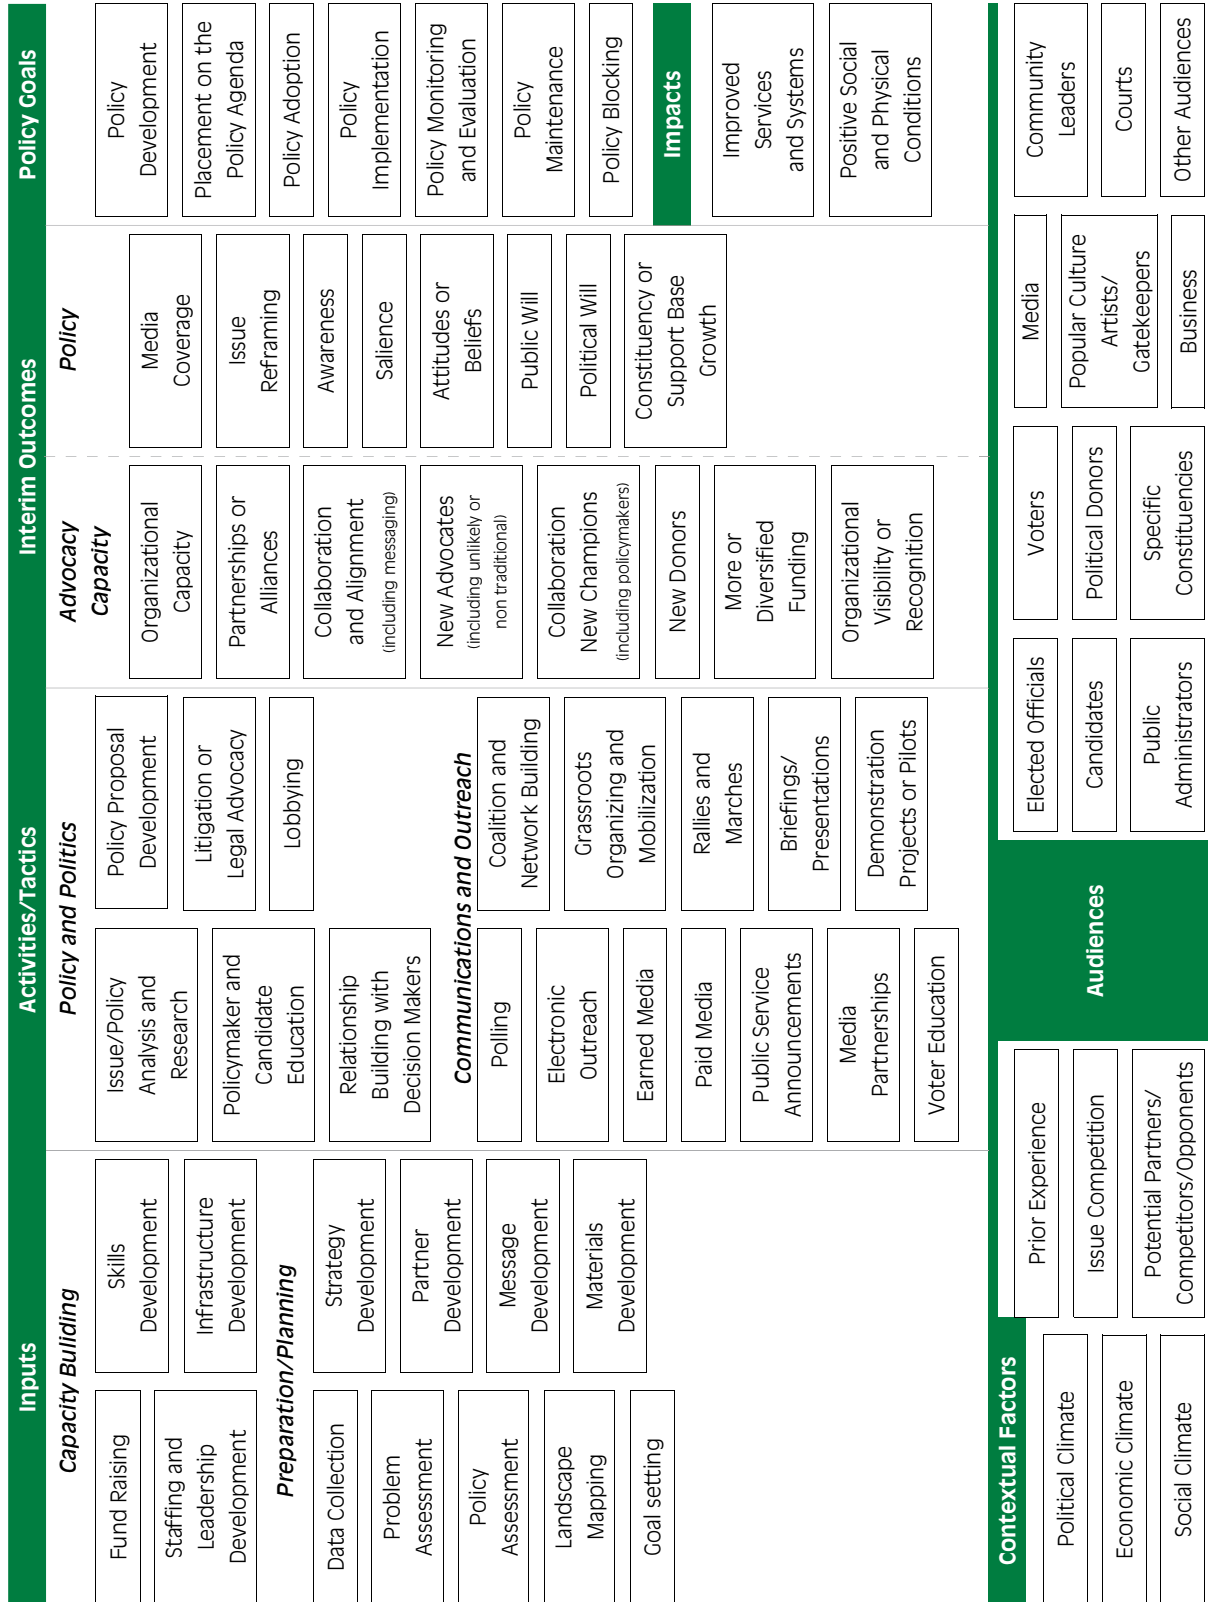 Inputs
Capacity Buliding
Fund Raising
Staffing and
Leadership
Development
Skills
Development
Infrastructure
Development
Preparation/Planning
Data Collection
Problem
Assessment
Policy
Assessment
Landscape
Mapping
Goal setting
Strategy
Development
Partner
Development
Message
Development
Materials
Development
Activities/Tactics
Policy and Politics
Issue/Policy
Analysis and
Research
Policymaker and
Candidate
Education
Relationship
Building with
Decision Makers
Policy Proposal
Development
Litigation or
Legal Advocacy
Lobbying
Communications and Outreach
Polling
Electronic
Outreach
Earned Media
Paid Media
Public Service
Announcements
Media
Partnerships
Voter Education
Coalition and
Network Building
Grassroots
Organizing and
Mobilization
Rallies and
Marches
Briefings/
Presentations
Demonstration
Projects or Pilots
Interim Outcomes
Advocacy
Capacity
Organizational
Capacity
Partnerships or
Alliances
Collaboration
and Alignment
(including messaging)
New Advocates
(including unlikely or
non traditional)
Collaboration
New Champions
(including policymakers)
New Donors
More or
Diversified
Funding
Organizational
Visibility or
Recognition
Policy
Media
Coverage
Issue
Reframing
Awareness
Salience
Attitudes or
Beliefs
Public Will
Political Will
Constituency or
Support Base
Growth
Policy Goals
Policy
Development
Placement on the
Policy Agenda
Policy Adoption
Policy
Implementation
Policy Monitoring
and Evaluation
Policy
Maintenance
Policy Blocking
Impacts
Improved
Services
and Systems
Positive Social
and Physical
Conditions
Contextual Factors
Political Climate
Economic Climate
Social Climate
Prior Experience
Issue Competition
Potential Partners/
Competitors/Opponents
Audiences
Elected Officials
Candidates
Public
Administrators
Voters
Political Donors
Specific
Constituencies
Media
Popular Culture
Artists/
Gatekeepers
Business
Community
Leaders
Courts
Other Audiences